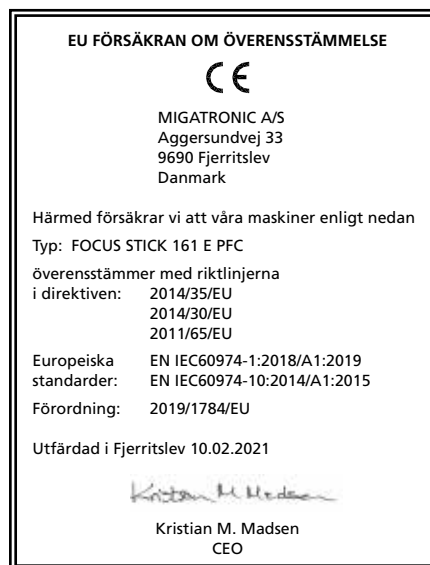 EU FÖRSÄKRAN OM ÖVERENSSTÄMMELSE
CE
MIGATRONIC A/S
Aggersundvej 33
9690 Fjerritslev
Danmark
Härmed försäkrar vi att våra maskiner enligt nedan
Typ: FOCUS STICK 161 E PFC
överensstämmer med riktlinjerna
i direktiven: 2014/35/EU
2014/30/EU
2011/65/EU
Europeiska EN IEC60974-1:2018/A1:2019
standarder: EN IEC60974-10:2014/A1:2015
Förordning: 2019/1784/EU
Utfärdad i Fjerritslev 10.02.2021
Kristian M Madsen
Kristian M. Madsen
CEO